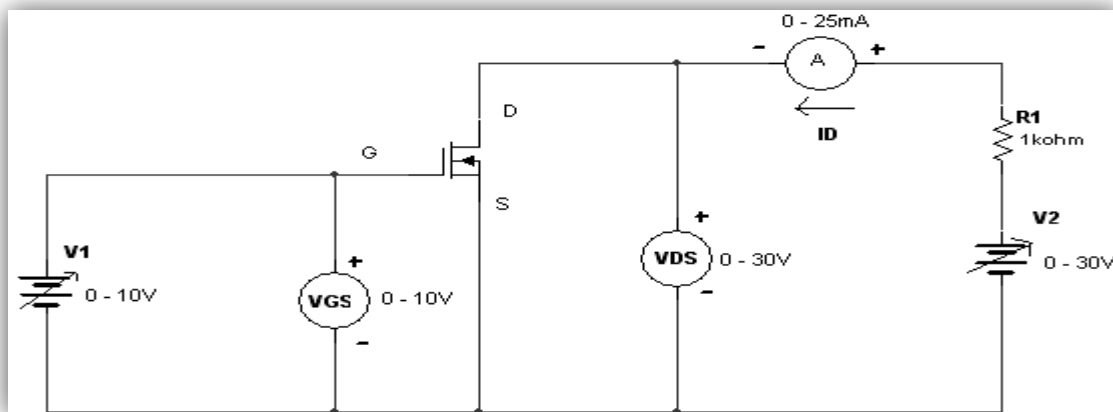 0 - 25mA
- A +
ID
R1
1kohm
D
G
S
V1
0 - 10V
+
VGS 0 - 10V
-
+
VDS 0 - 30V
-
V2
0 - 30V